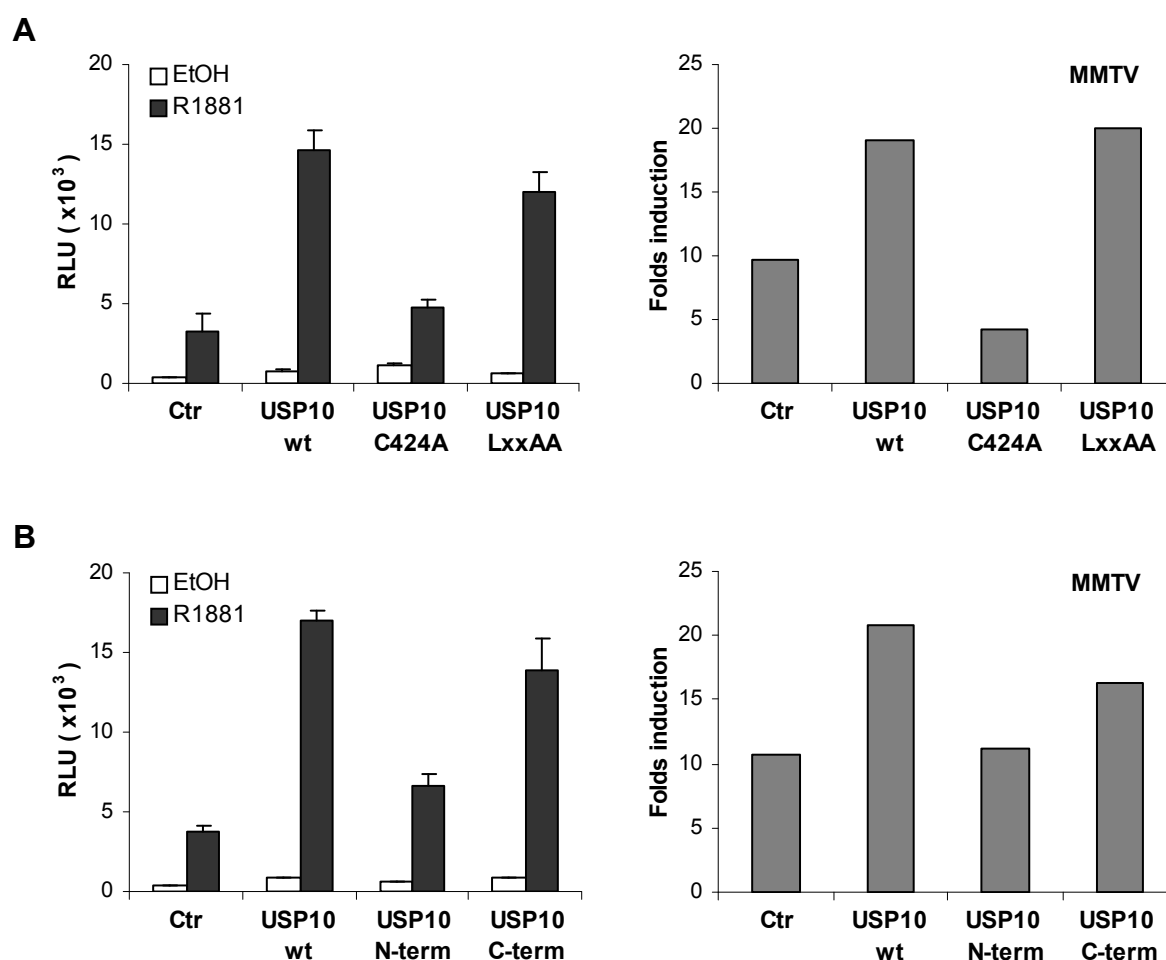 A
EtOH
R1881
RLU ( x10³ )
20
15
10
5
0
Ctr
USP10
wt
USP10
C424A
USP10
LxxAA
MMTV
Folds induction
25
20
15
10
5
0
Ctr
USP10
wt
USP10
C424A
USP10
LxxAA
B
EtOH
R1881
RLU ( x10³ )
20
15
10
5
0
Ctr
USP10
wt
USP10
N-term
USP10
C-term
MMTV
Folds induction
25
20
15
10
5
0
Ctr
USP10
wt
USP10
N-term
USP10
C-term